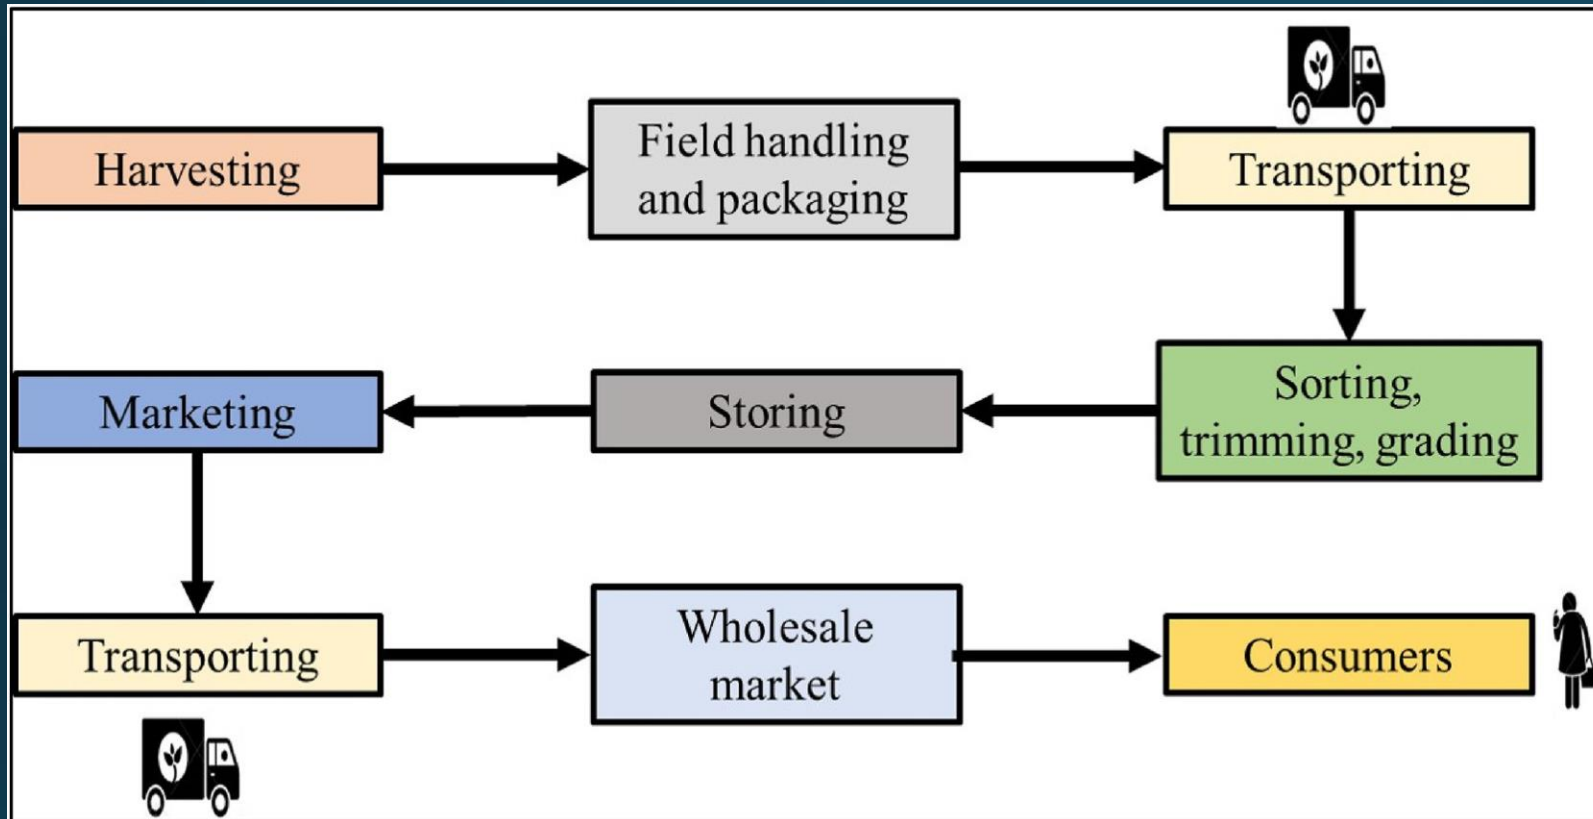 Harvesting
Field handling
and packaging
Transporting
Sorting,
trimming, grading
Storing
Marketing
Transporting
Wholesale
market
Consumers